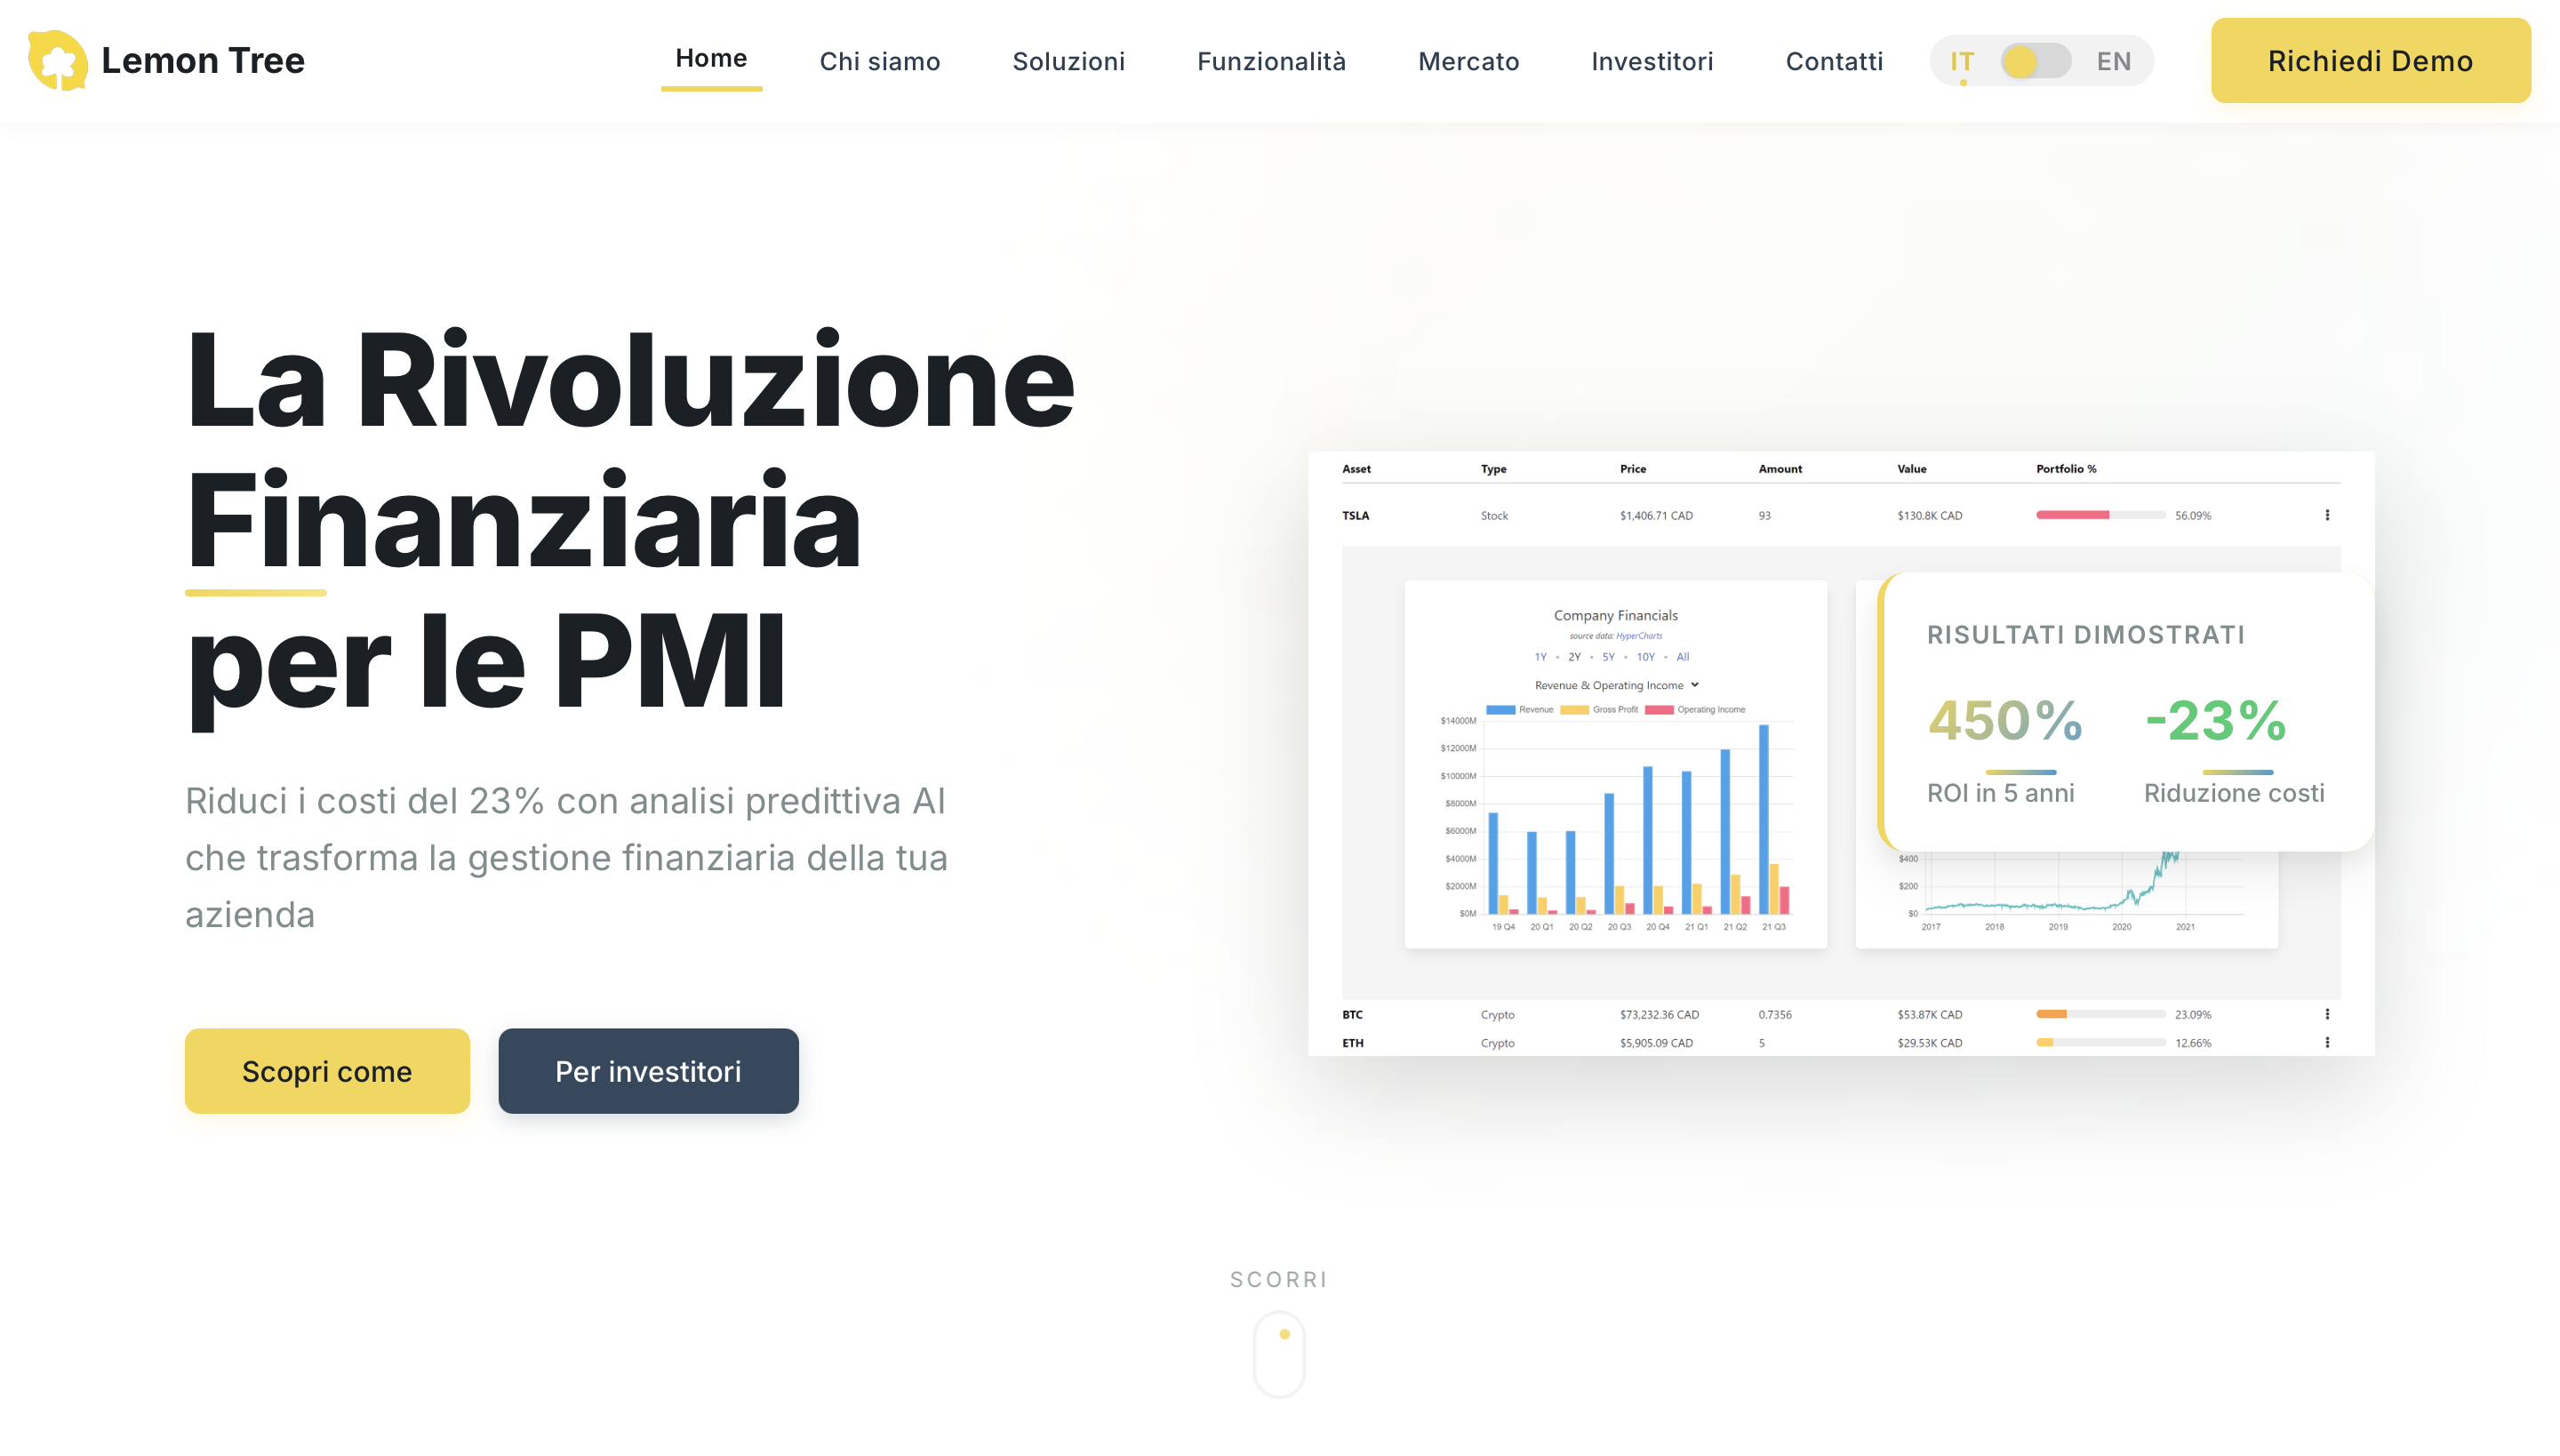 Lemon Tree
Home
Chi siamo
Soluzioni
Funzionalità
Mercato
Investitori
Contatti
IT
EN
Richiedi Demo
La Rivoluzione
Finanziaria
per le PMI
Riduci i costi del 23% con analisi predittiva AI
che trasforma la gestione finanziaria della tua
azienda
Scopri come
Per investitori
Asset Type Price Amount Value Portfolio %
TSLA Stock $1,406.71 CAD 93 $130.8K CAD 56.09%
Company Financials
source data: HyperCharts
1Y • 2Y • 5Y • 10Y • All
Revenue & Operating Income
Revenue Gross Profit Operating Income
$14000M
$12000M
$10000M
$8000M
$6000M
$4000M
$2000M
$0M
19 Q4 20 Q1 20 Q2 20 Q3 20 Q4 21 Q1 21 Q2 21 Q3
RISULTATI DIMOSTRATI
450%
ROI in 5 anni
-23%
Riduzione costi
$400
$200
$0
2017 2018 2019 2020 2021
BTC Crypto $73,232.36 CAD 0.7356 $53.87K CAD 23.09%
ETH Crypto $5,905.09 CAD 5 $29.53K CAD 12.66%
SCORRI